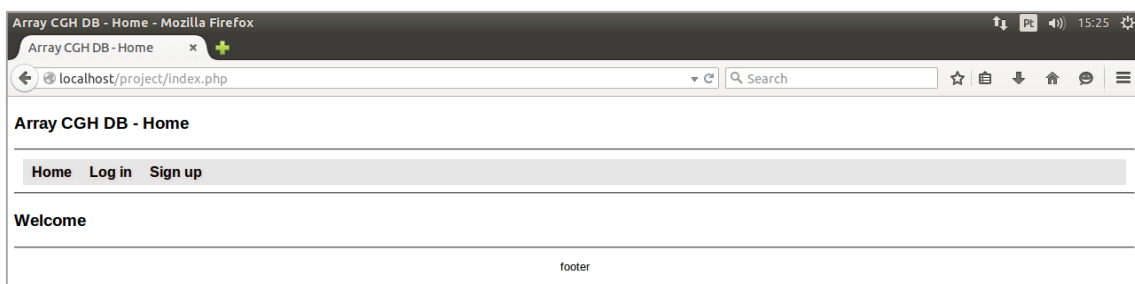 Array CGH DB - Home - Mozilla Firefox Pt 15:25
Array CGH DB - Home
localhost/project/index.php Search
Array CGH DB - Home
Home Log in Sign up
Welcome
footer